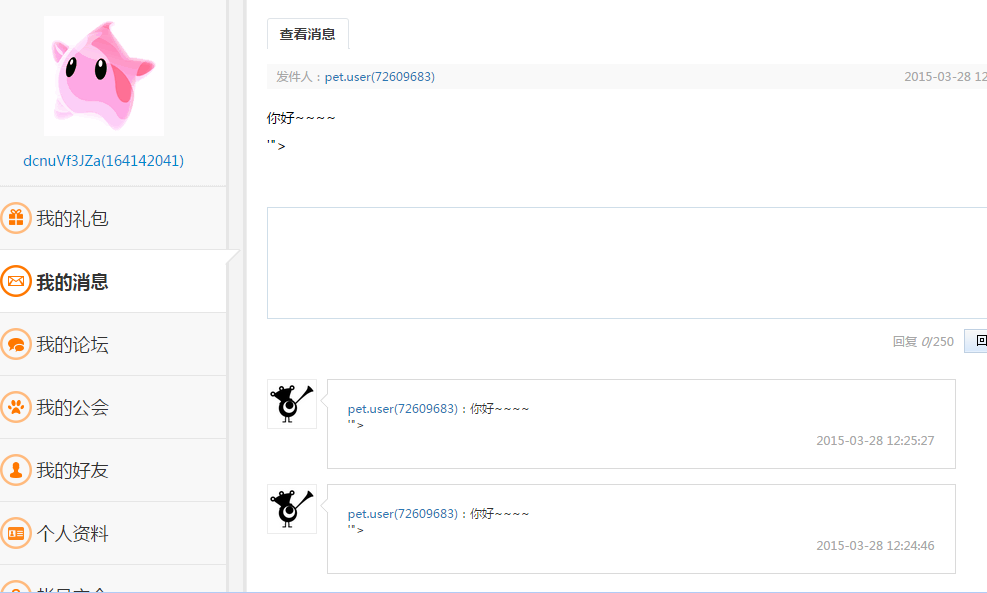 dcnuVf3JZa(164142041)
我的礼包
我的消息
我的论坛
我的公会
我的好友
个人资料
查看消息
发件人：pet.user(72609683) 2015-03-28 12
你好~~~~
'" >
回复 0/250 回
pet.user(72609683)：你好~~~~
'" >
2015-03-28 12:25:27
pet.user(72609683)：你好~~~~
'" >
2015-03-28 12:24:46